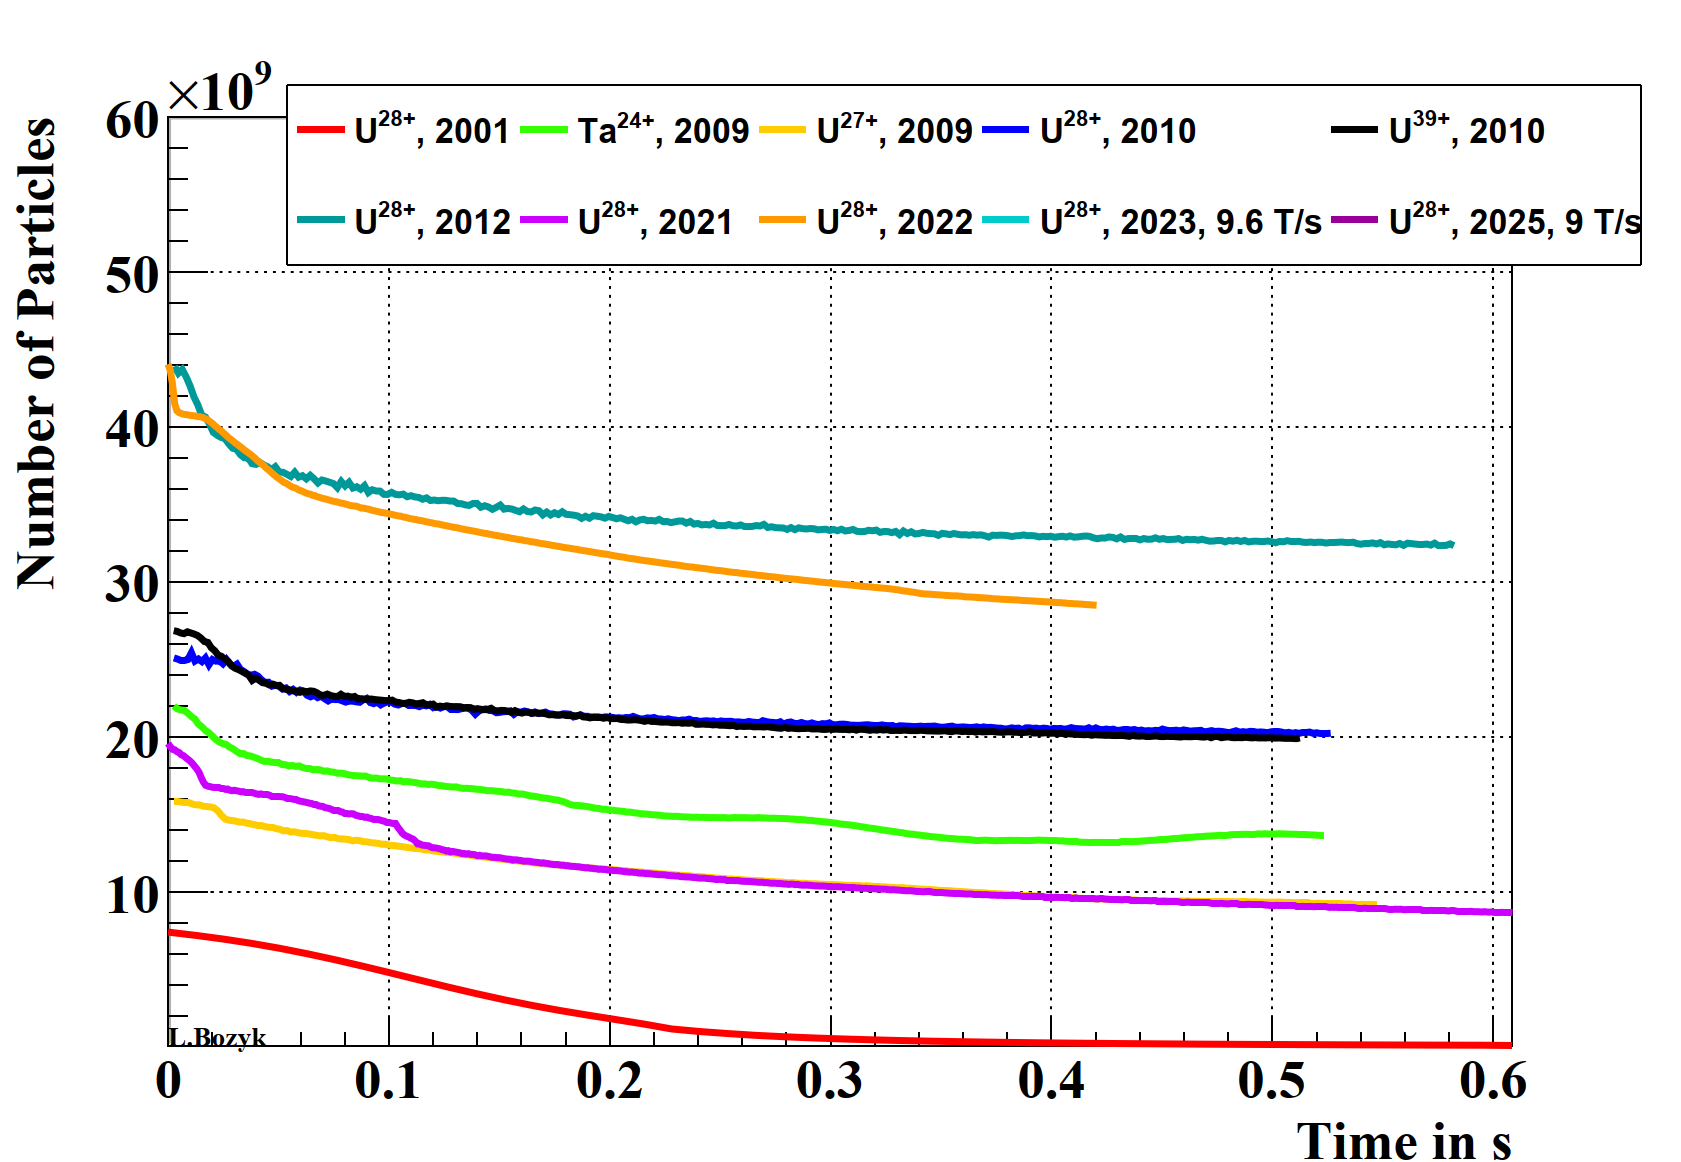 ×10⁹
60
U²⁸⁺, 2001 Ta²⁴⁺, 2009 U²⁷⁺, 2009 U²⁸⁺, 2010 U³⁹⁺, 2010
U²⁸⁺, 2012 U²⁸⁺, 2021 U²⁸⁺, 2022 U²⁸⁺, 2023, 9.6 T/s U²⁸⁺, 2025, 9 T/s
50
40
30
20
10
Number of Particles
L.Bozyk
0 0.1 0.2 0.3 0.4 0.5 0.6
Time in s